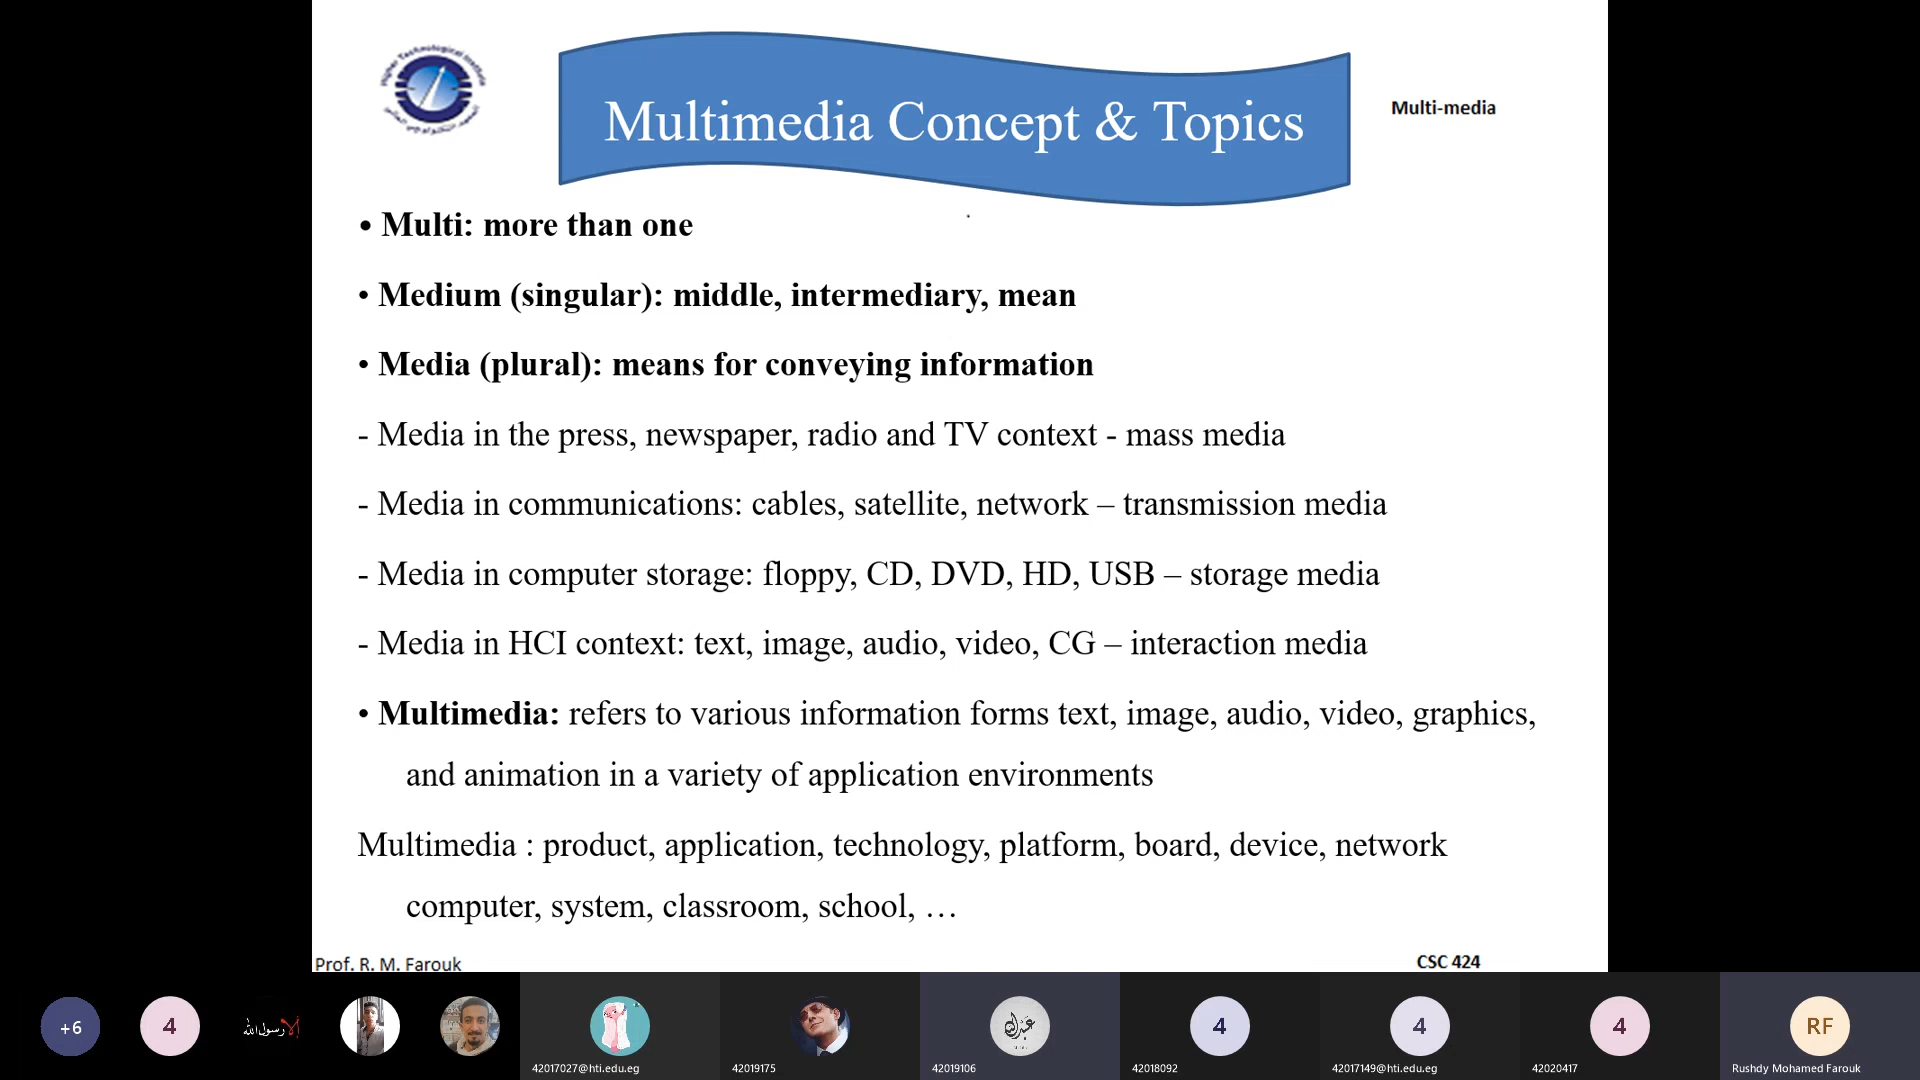 Higher Technological Institute
Multimedia Concept & Topics
Multi-media
• Multi: more than one
• Medium (singular): middle, intermediary, mean
• Media (plural): means for conveying information
- Media in the press, newspaper, radio and TV context - mass media
- Media in communications: cables, satellite, network – transmission media
- Media in computer storage: floppy, CD, DVD, HD, USB – storage media
- Media in HCI context: text, image, audio, video, CG – interaction media
• Multimedia: refers to various information forms text, image, audio, video, graphics,
and animation in a variety of application environments
Multimedia : product, application, technology, platform, board, device, network
computer, system, classroom, school, …
Prof. R. M. Farouk
CSC 424
+6
4
إلا رسول الله
4
4
4
RF
42017027@hti.edu.eg
42019175
42019106
42018092
42017149@hti.edu.eg
42020417
Rushdy Mohamed Farouk